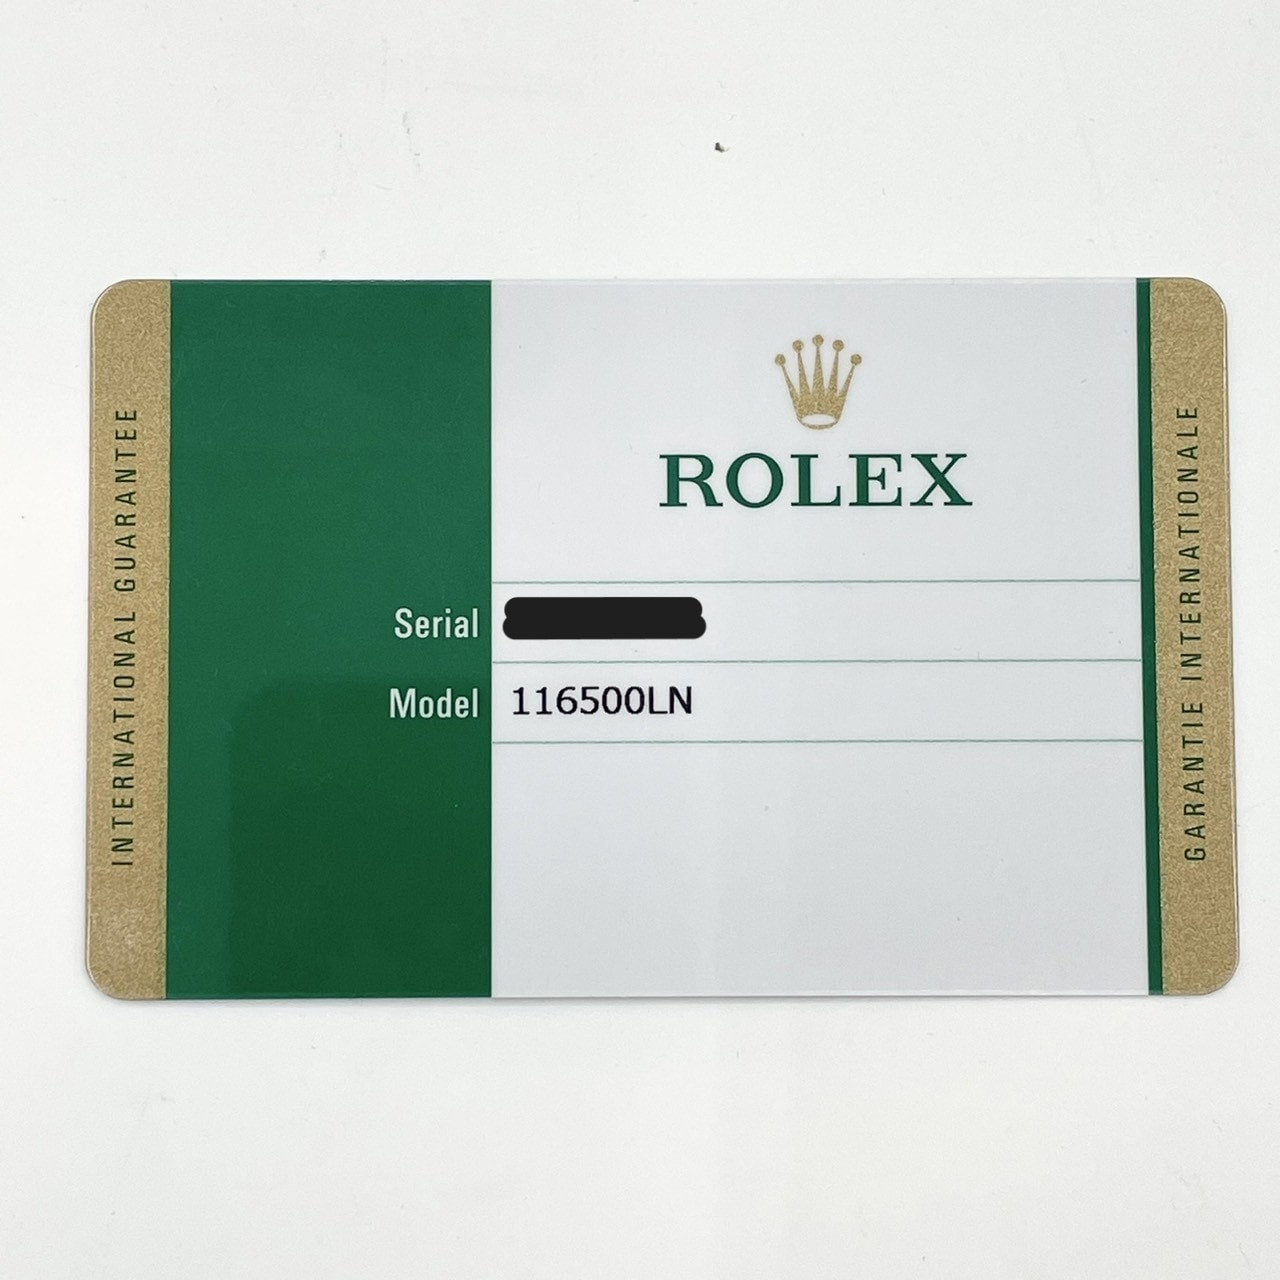 INTERNATIONAL GUARANTEE
ROLEX
Serial
Model 116500LN
GARANTIE INTERNATIONALE